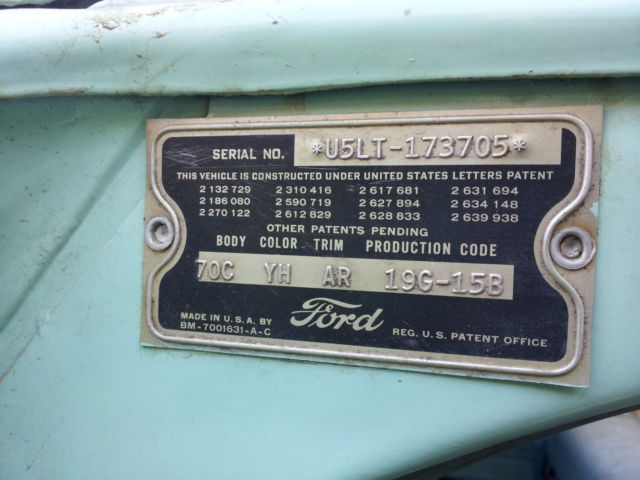 SERIAL NO. *U5LT-173705*
THIS VEHICLE IS CONSTRUCTED UNDER UNITED STATES LETTERS PATENT
2 132 729 2 310 416 2 617 681 2 631 694
2 186 080 2 590 719 2 627 894 2 634 148
2 270 122 2 612 829 2 628 833 2 639 938
OTHER PATENTS PENDING
BODY COLOR TRIM PRODUCTION CODE
70C YH AR 19G-15B
MADE IN U.S.A. BY
BM-7001631-A-C
Ford
REG. U.S. PATENT OFFICE